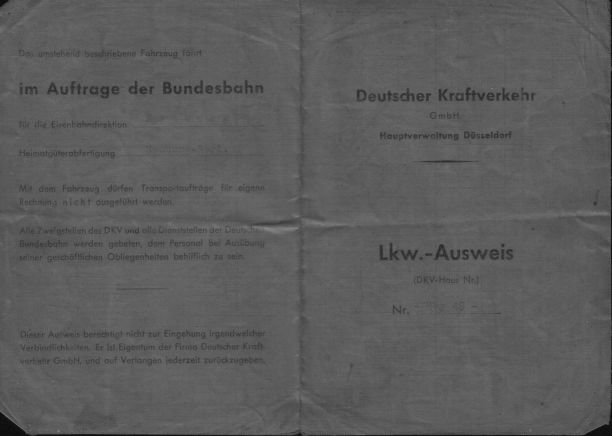 Das umstehend beschriebene Fahrzeug fährt
im Auftrage der Bundesbahn
für die Eisenbahndirektion
Heimatgüterabfertigung
Mit dem Fahrzeug dürfen Transportaufträge für eigene
Rechnung nicht ausgeführt werden.
Alle Zweigstellen des DKV und alle Dienststellen der Deutschen
Bundesbahn werden gebeten, dem Personal bei Ausübung
seiner geschäftlichen Obliegenheiten behilflich zu sein.
Dieser Ausweis berechtigt nicht zur Eingehung irgendwelcher
Verbindlichkeiten. Er ist Eigentum der Firma Deutscher Kraft-
verkehr GmbH. und auf Verlangen jederzeit zurückzugeben.
Deutscher Kraftverkehr
GmbH.
Hauptverwaltung Düsseldorf
Lkw.-Ausweis
(DKV-Haus Nr.)
Nr.